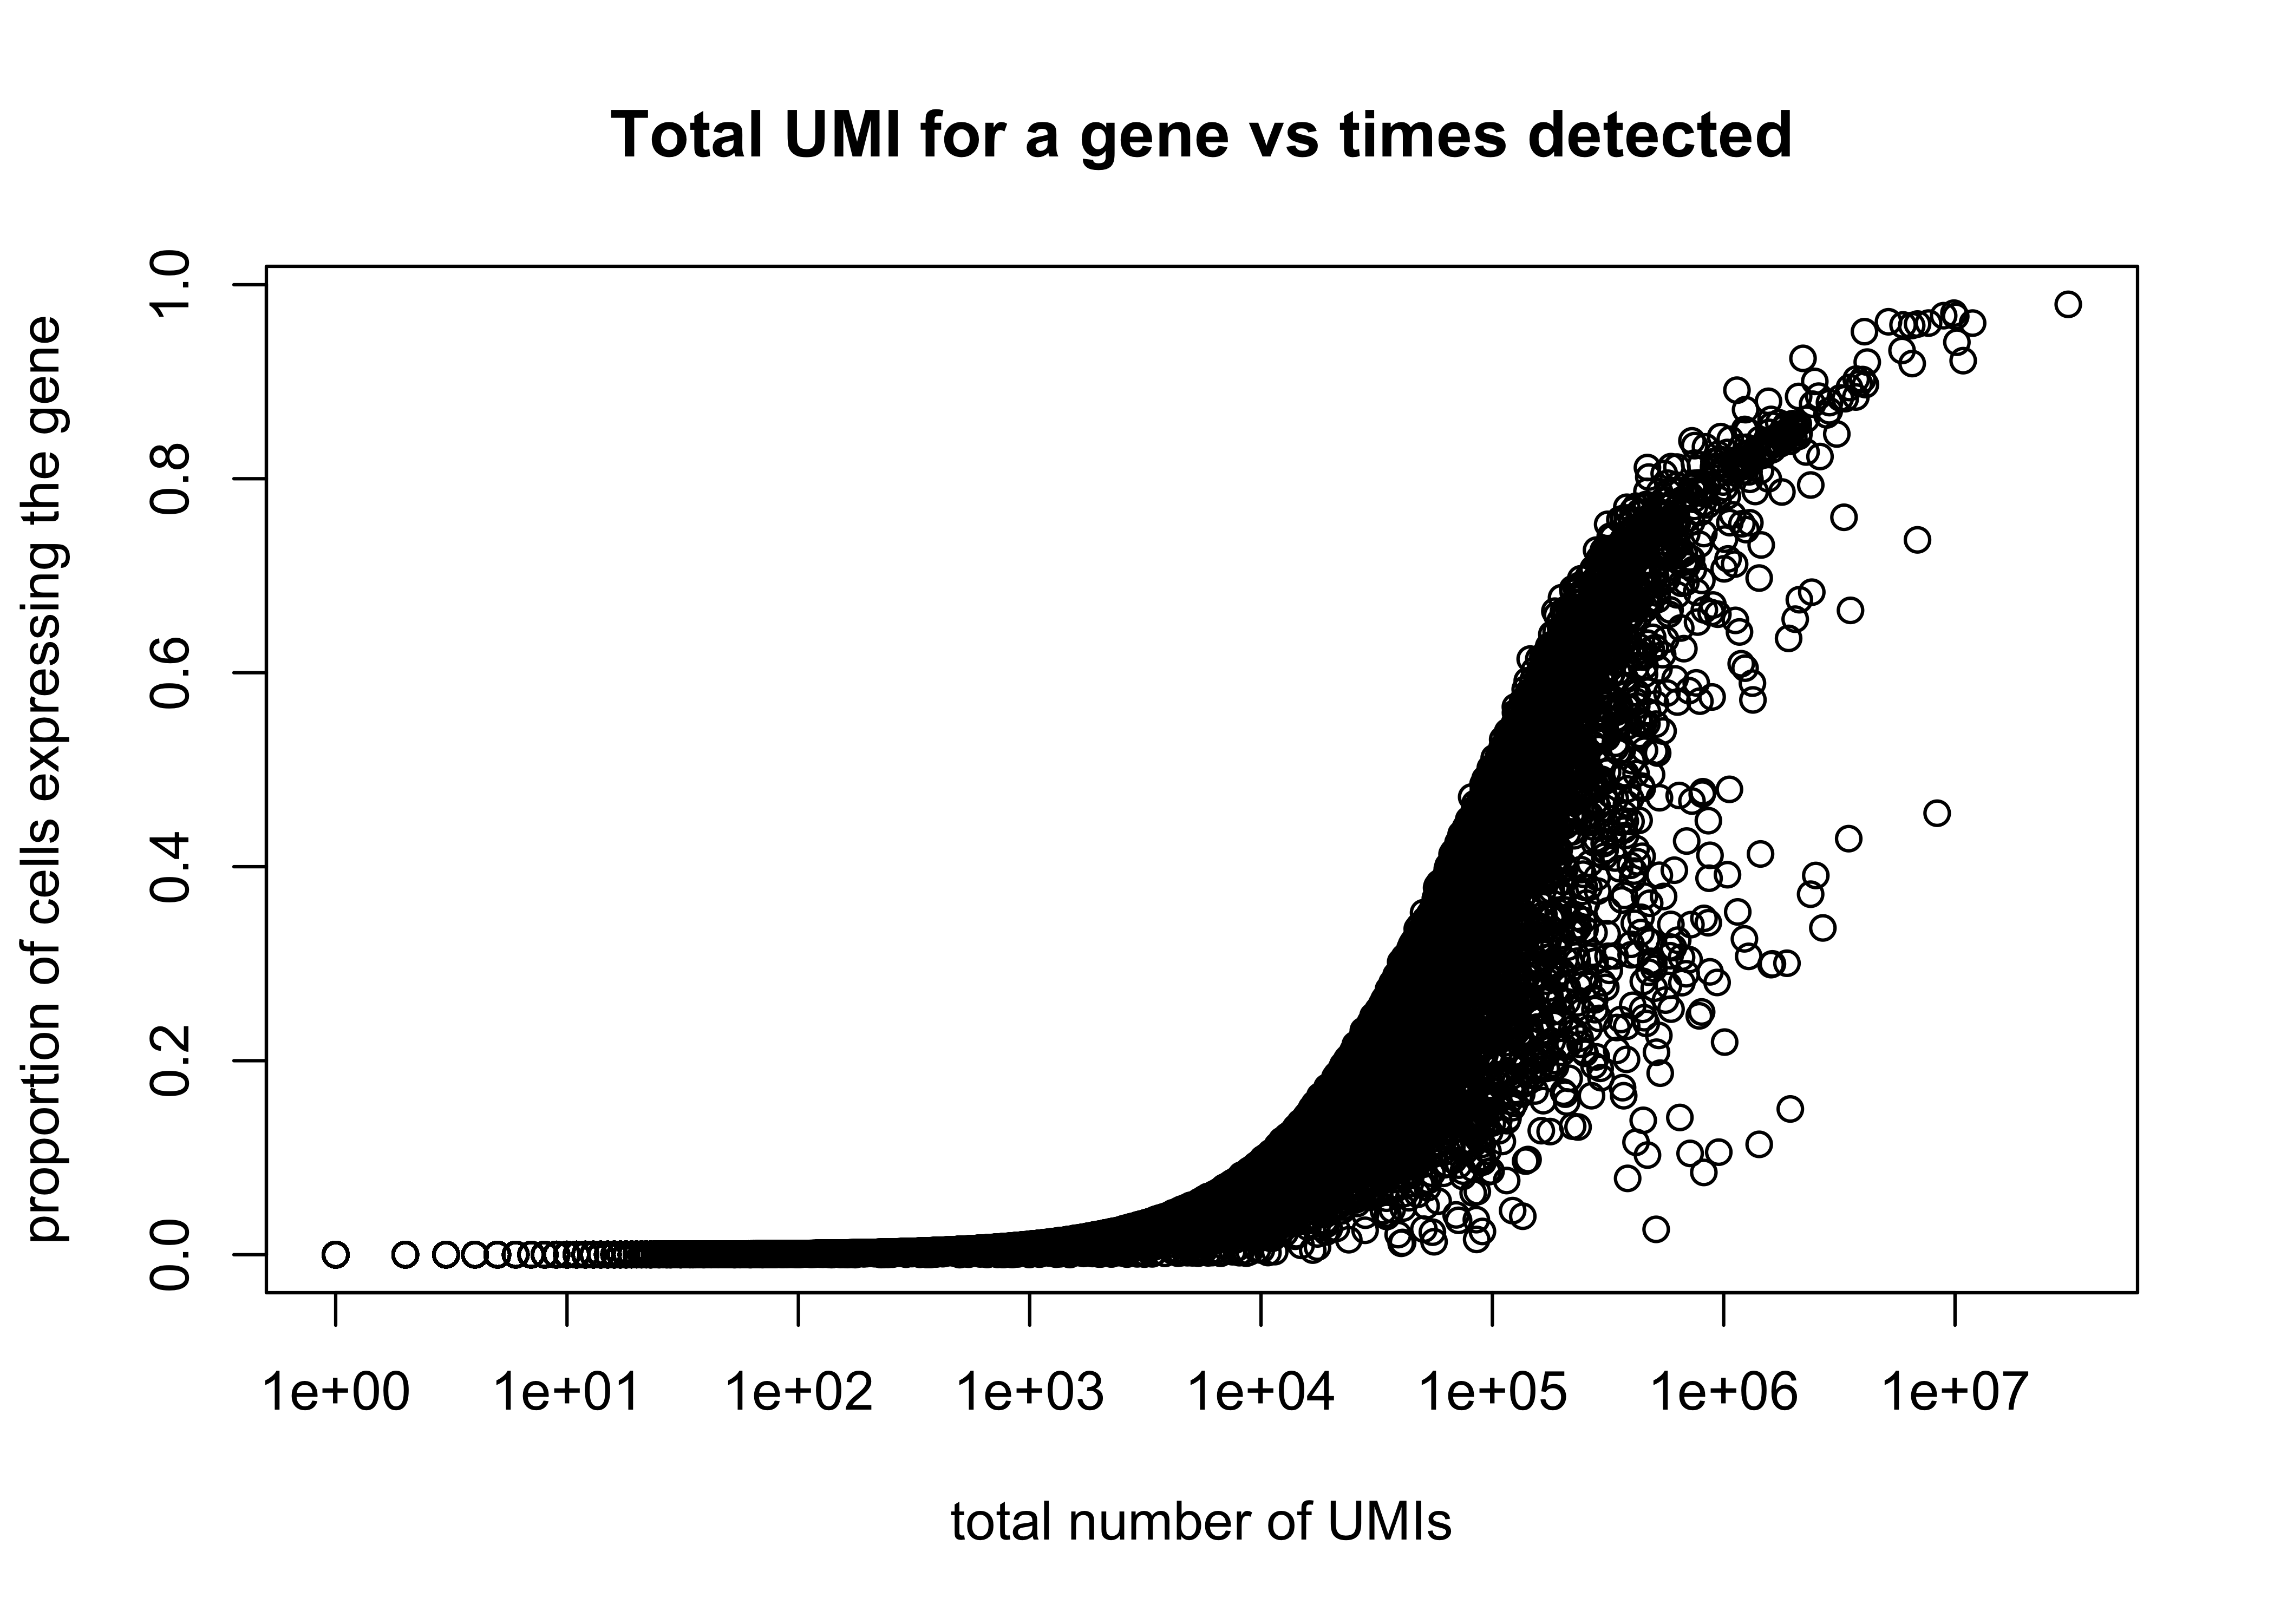 Total UMI for a gene vs times detected
proportion of cells expressing the gene
1.0
0.8
0.6
0.4
0.2
0.0
1e+00 1e+01 1e+02 1e+03 1e+04 1e+05 1e+06 1e+07
total number of UMIs